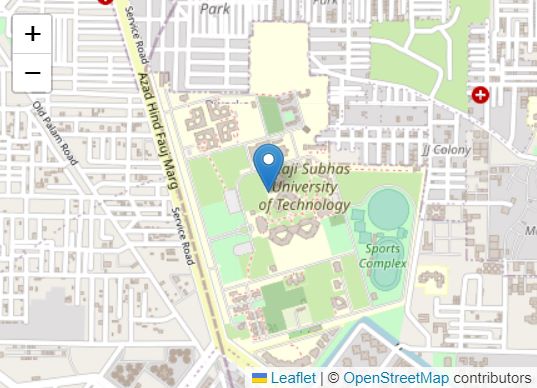 +
−
Park
Park
Service Road
Azad Hind Fauj Marg
Old Palam Road
JJ Colony
aji Subhas
University
of Technology
Service Road
Sports
Complex
Leaflet | © OpenStreetMap contributors